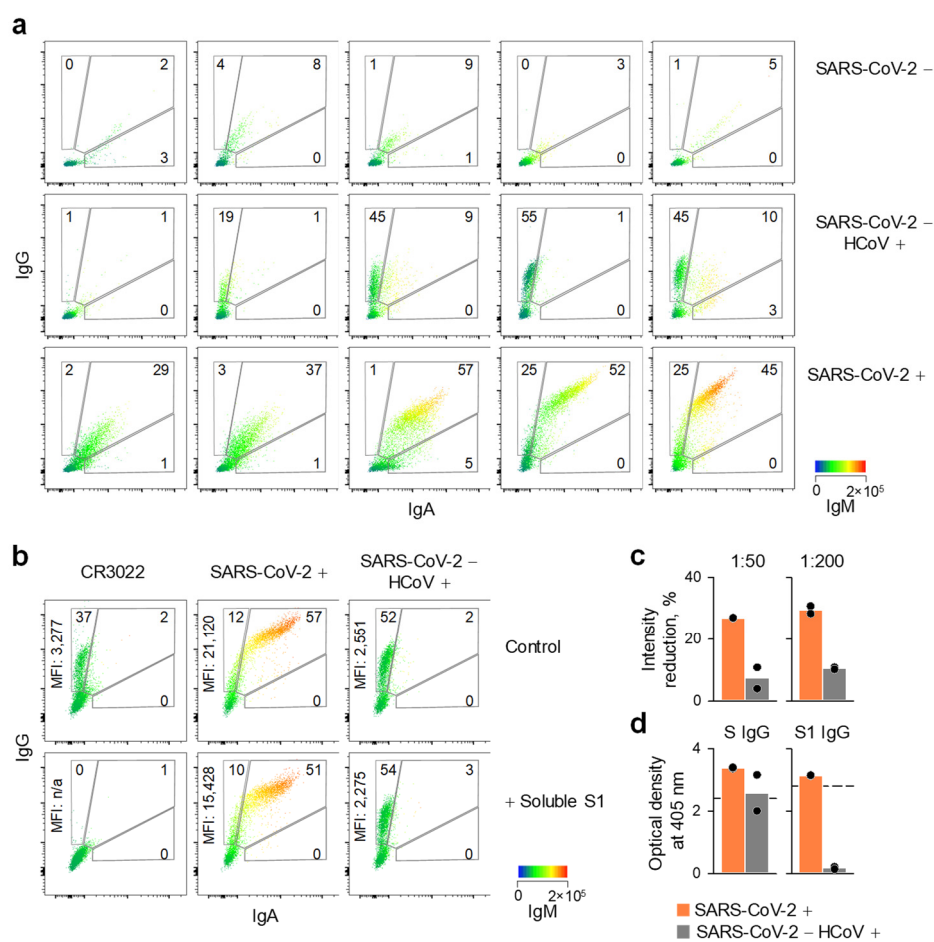 a
0 2 4 8 1 9 0 3 1 5
SARS-CoV-2 −
3 0 1 0 0
1 1 19 1 45 9 55 1 45 10
SARS-CoV-2 −
HCoV +
IgG
0 0 0 0 3
2 29 3 37 1 57 25 52 25 45
SARS-CoV-2 +
1 1 5 0 0
IgA
0 2×10⁵
IgM
b
CR3022
SARS-CoV-2 +
SARS-CoV-2 −
HCoV +
37 2 12 57 52 2
MFI: 3,277
MFI: 21,120
MFI: 2,551
0 0 0
Control
IgG
0 1 10 51 54 3
MFI: n/a
MFI: 15,428
MFI: 2,275
0 0 0
+ Soluble S1
IgA
0 2×10⁵
IgM
c
1:50 1:200
40
20
0
Intensity
reduction, %
d
S IgG S1 IgG
4
2
0
Optical density
at 405 nm
SARS-CoV-2 +
SARS-CoV-2 − HCoV +